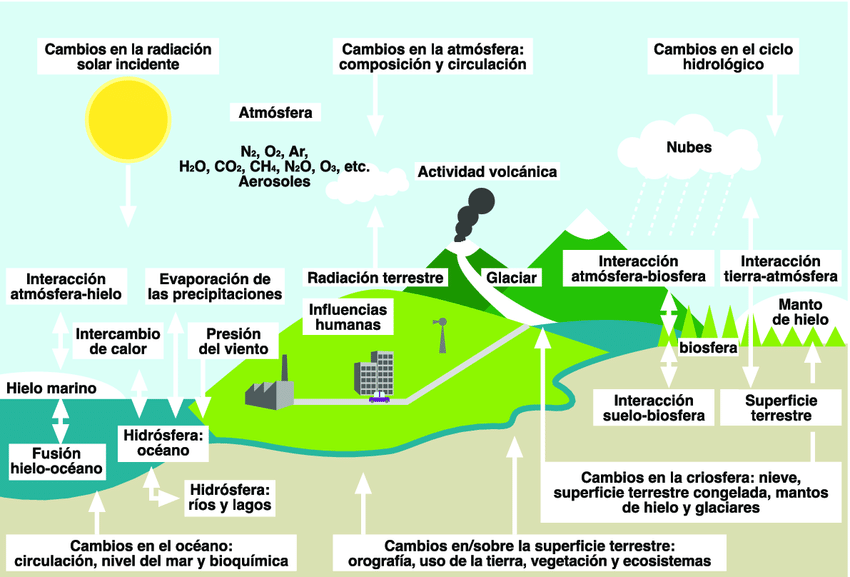 Cambios en la radiación
solar incidente
Cambios en la atmósfera:
composición y circulación
Cambios en el ciclo
hidrológico
Atmósfera
N2, O2, Ar,
H2O, CO2, CH4, N2O, O3, etc.
Aerosoles
Nubes
Actividad volcánica
Interacción
atmósfera-hielo
Evaporación de
las precipitaciones
Radiación terrestre
Glaciar
Interacción
atmósfera-biosfera
Interacción
tierra-atmósfera
Influencias
humanas
Manto
de hielo
Intercambio
de calor
Presión
del viento
biosfera
Hielo marino
Interacción
suelo-biosfera
Superficie
terrestre
Fusión
hielo-océano
Hidrósfera:
océano
Hidrósfera:
ríos y lagos
Cambios en la criosfera: nieve,
superficie terrestre congelada, mantos
de hielo y glaciares
Cambios en el océano:
circulación, nivel del mar y bioquímica
Cambios en/sobre la superficie terrestre:
orografía, uso de la tierra, vegetación y ecosistemas